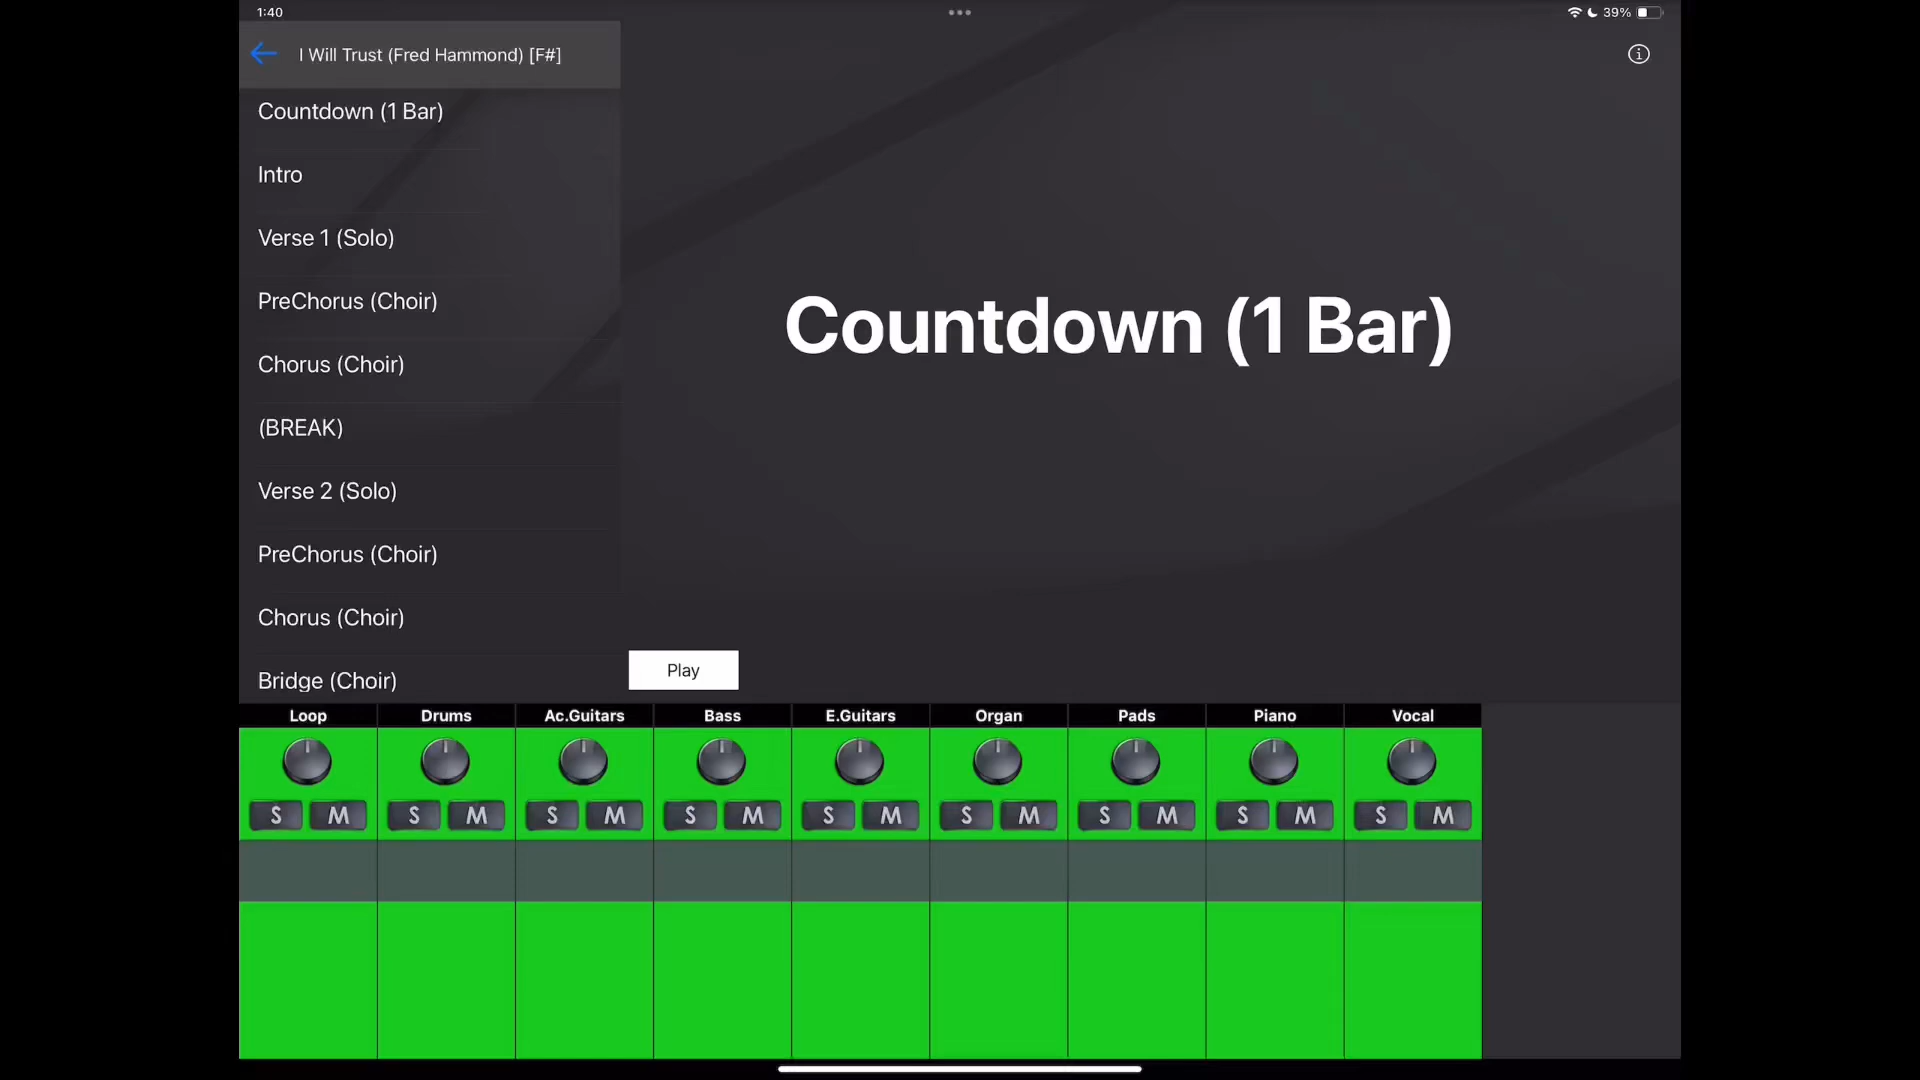 1:40
39%
I Will Trust (Fred Hammond) [F#]
Countdown (1 Bar)
Intro
Verse 1 (Solo)
PreChorus (Choir)
Chorus (Choir)
(BREAK)
Verse 2 (Solo)
PreChorus (Choir)
Chorus (Choir)
Bridge (Choir)
Countdown (1 Bar)
Play
Loop Drums Ac.Guitars Bass E.Guitars Organ Pads Piano Vocal
S M S M S M S M S M S M S M S M S M